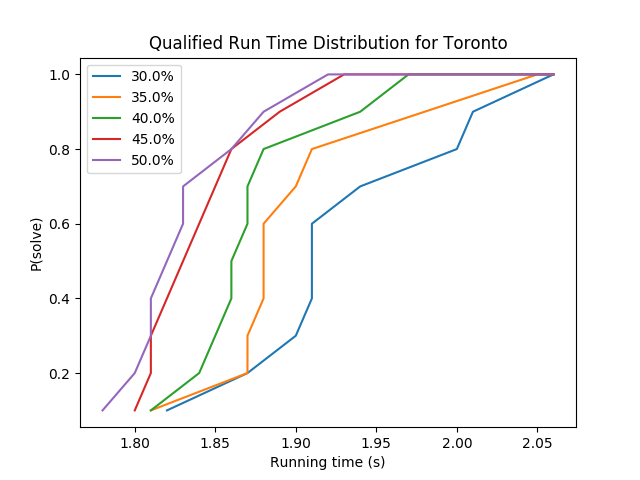 Qualified Run Time Distribution for Toronto
30.0%
35.0%
40.0%
45.0%
50.0%
P(solve)
1.0
0.8
0.6
0.4
0.2
1.80 1.85 1.90 1.95 2.00 2.05
Running time (s)